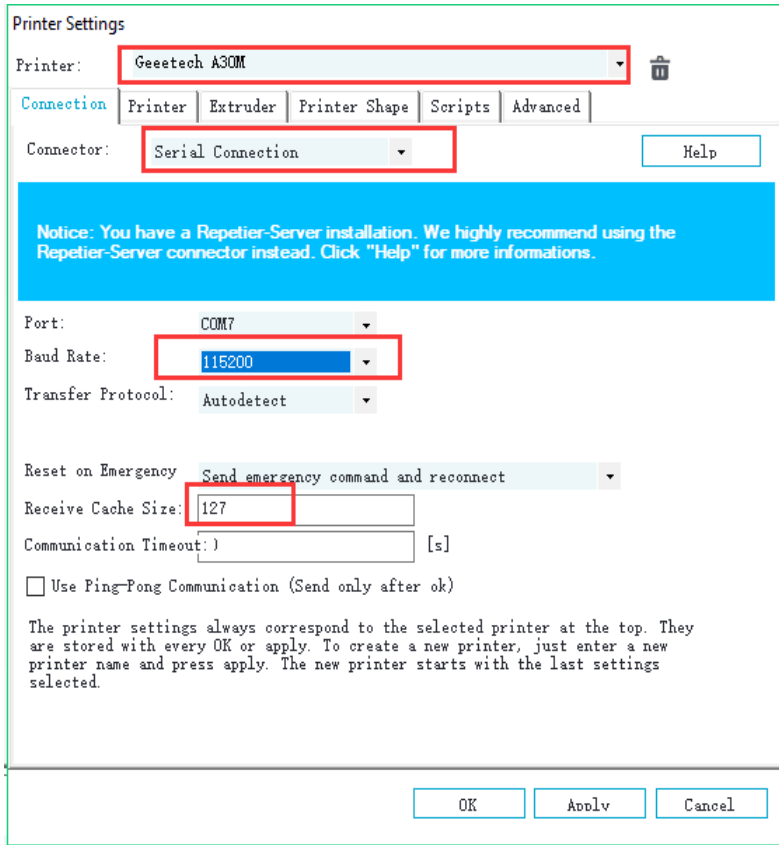 Printer Settings
Printer: Geeetech A30M
Connection Printer Extruder Printer Shape Scripts Advanced
Connector: Serial Connection Help
Notice: You have a Repetier-Server installation. We highly recommend using the
Repetier-Server connector instead. Click "Help" for more informations.
Port: COM7
Baud Rate: 115200
Transfer Protocol: Autodetect
Reset on Emergency Send emergency command and reconnect
Receive Cache Size: 127
Communication Timeout: ) [s]
Use Ping-Pong Communication (Send only after ok)
The printer settings always correspond to the selected printer at the top. They
are stored with every OK or apply. To create a new printer, just enter a new
printer name and press apply. The new printer starts with the last settings
selected.
OK Apply Cancel